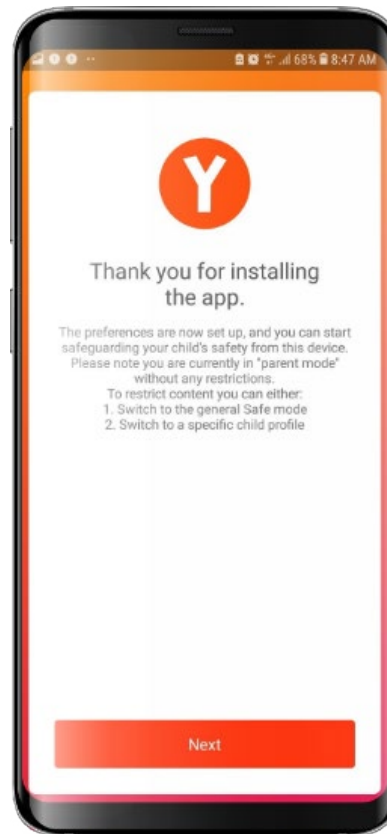 68% 8:47 AM
Y
Thank you for installing
the app.
The preferences are now set up, and you can start
safeguarding your child's safety from this device.
Please note you are currently in "parent mode"
without any restrictions.
To restrict content you can either:
1. Switch to the general Safe mode
2. Switch to a specific child profile
Next